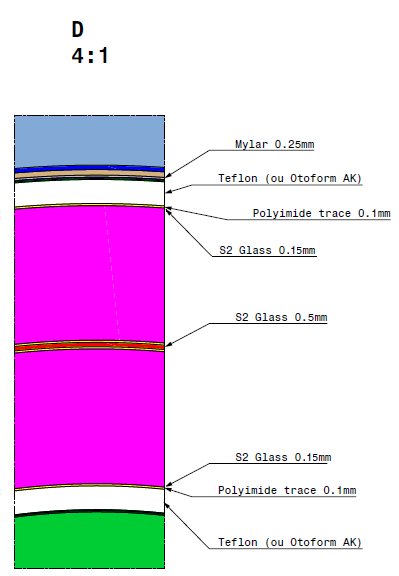 D
4:1
Mylar 0.25mm
Teflon (ou Otoform AK)
Polyimide trace 0.1mm
S2 Glass 0.15mm
S2 Glass 0.5mm
S2 Glass 0.15mm
Polyimide trace 0.1mm
Teflon (ou Otoform AK)